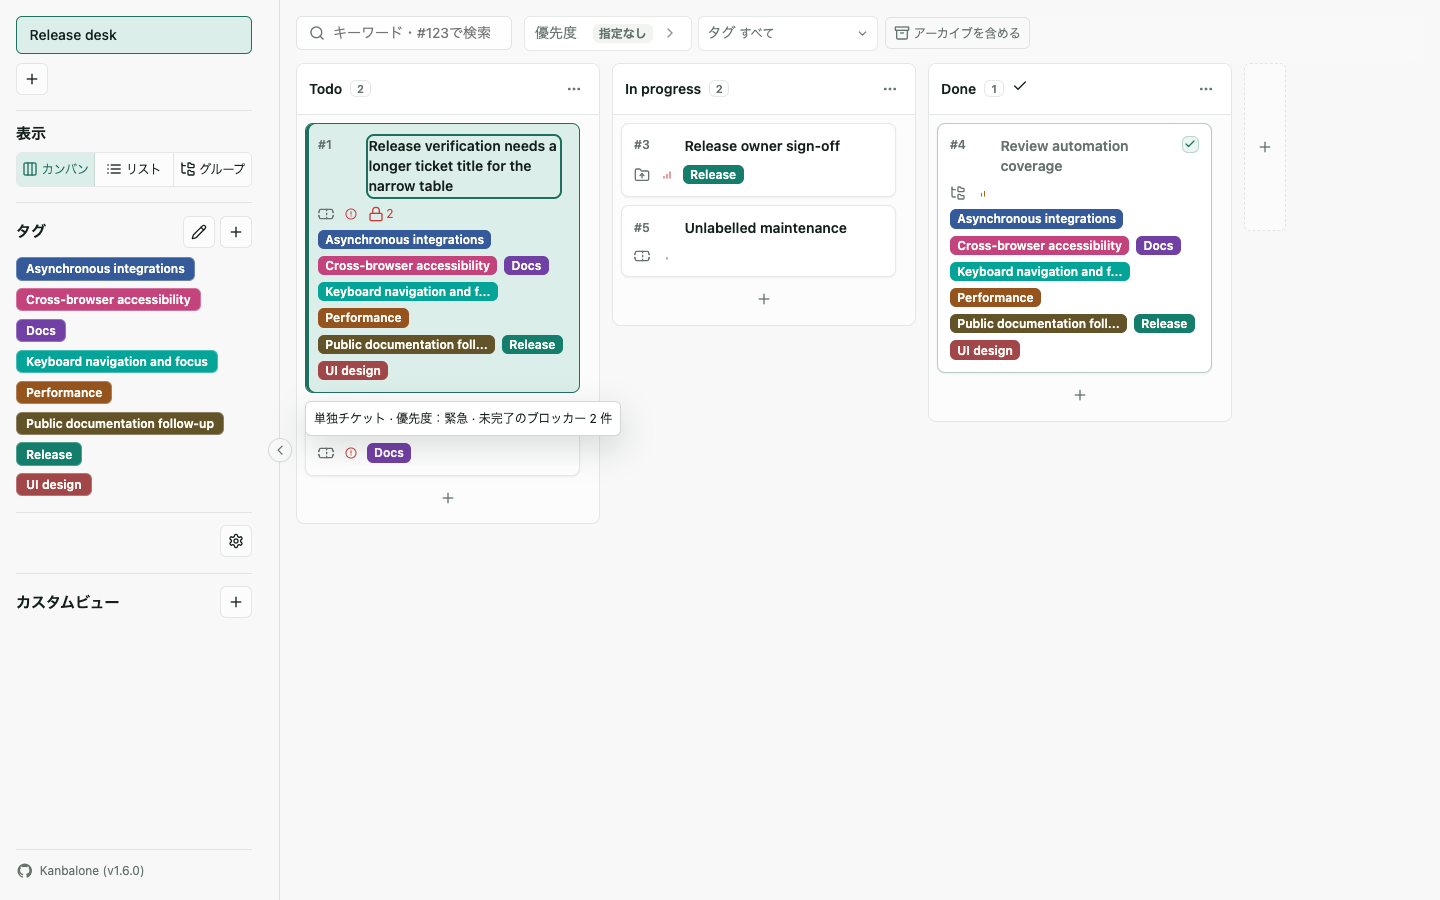 Release desk
表示
カンバン
リスト
グループ
タグ
Asynchronous integrations
Cross-browser accessibility
Docs
Keyboard navigation and focus
Performance
Public documentation follow-up
Release
UI design
カスタムビュー
Kanbalone (v1.6.0)
キーワード・#123で検索
優先度 指定なし
タグ すべて
アーカイブを含める
Todo 2
#1
Release verification needs a
longer ticket title for the
narrow table
2
Asynchronous integrations
Cross-browser accessibility Docs
Keyboard navigation and f...
Performance
Public documentation foll... Release
UI design
単独チケット · 優先度：緊急 · 未完了のブロッカー 2 件
Docs
In progress 2
#3 Release owner sign-off
Release
#5 Unlabelled maintenance
Done 1
#4 Review automation
coverage
Asynchronous integrations
Cross-browser accessibility Docs
Keyboard navigation and f...
Performance
Public documentation foll... Release
UI design